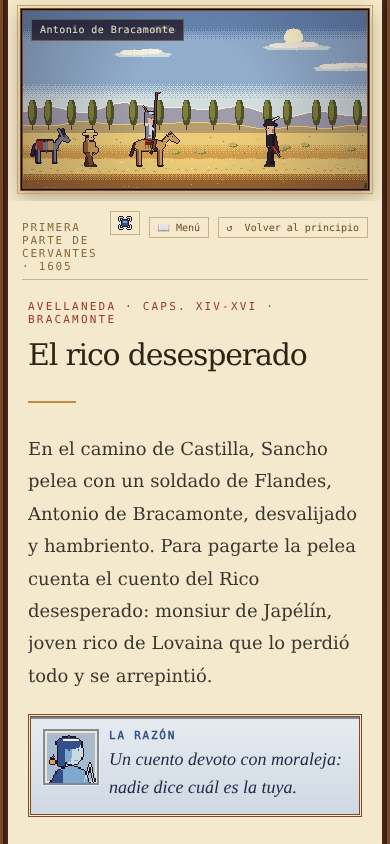 Antonio de Bracamonte
PRIMERA
PARTE DE
CERVANTES
· 1605
📖 Menú
↺ Volver al principio
AVELLANEDA · CAPS. XIV-XVI ·
BRACAMONTE
El rico desesperado
En el camino de Castilla, Sancho
pelea con un soldado de Flandes,
Antonio de Bracamonte, desvalijado
y hambriento. Para pagarte la pelea
cuenta el cuento del Rico
desesperado: monsiur de Japélín,
joven rico de Lovaina que lo perdió
todo y se arrepintió.
LA RAZÓN
Un cuento devoto con moraleja:
nadie dice cuál es la tuya.